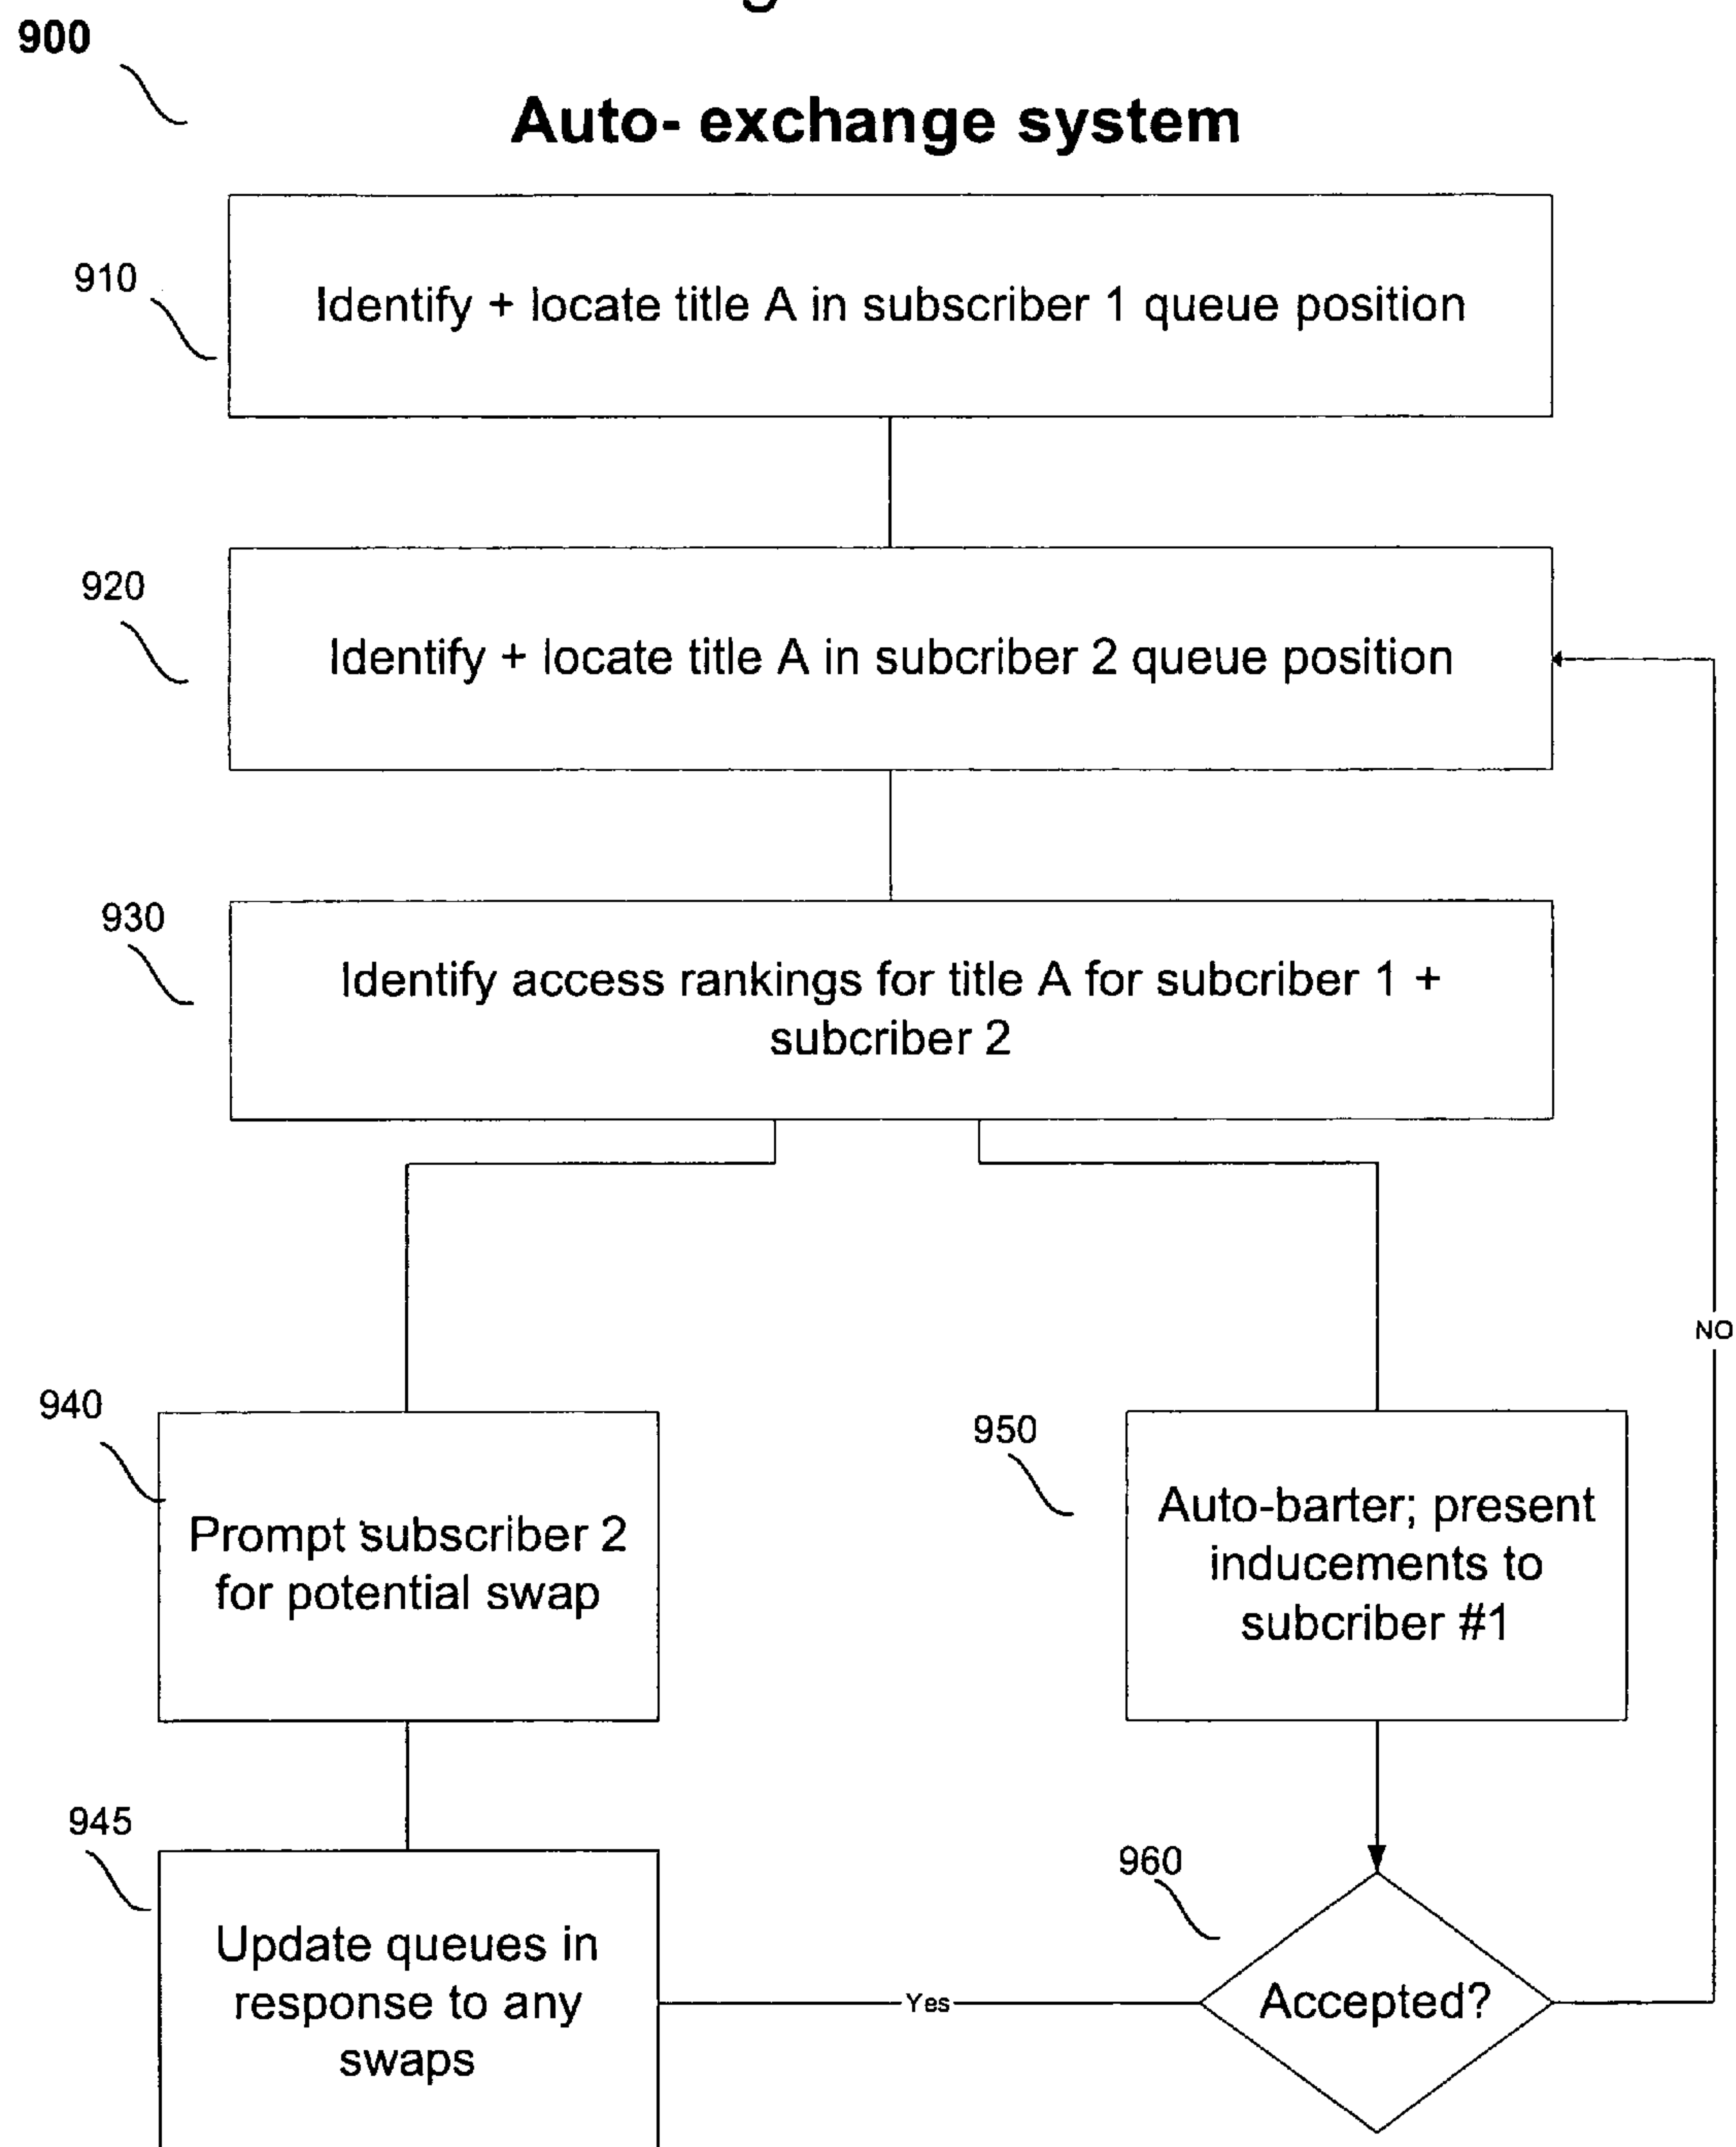 900
Auto- exchange system
910
Identify + locate title A in subscriber 1 queue position
920
Identify + locate title A in subcriber 2 queue position
930
Identify access rankings for title A for subcriber 1 +
subcriber 2
NO
940
950
Prompt subscriber 2
for potential swap
Auto-barter; present
inducements to
subcriber #1
945
960
Update queues in
response to any
swaps
Yes
Accepted?